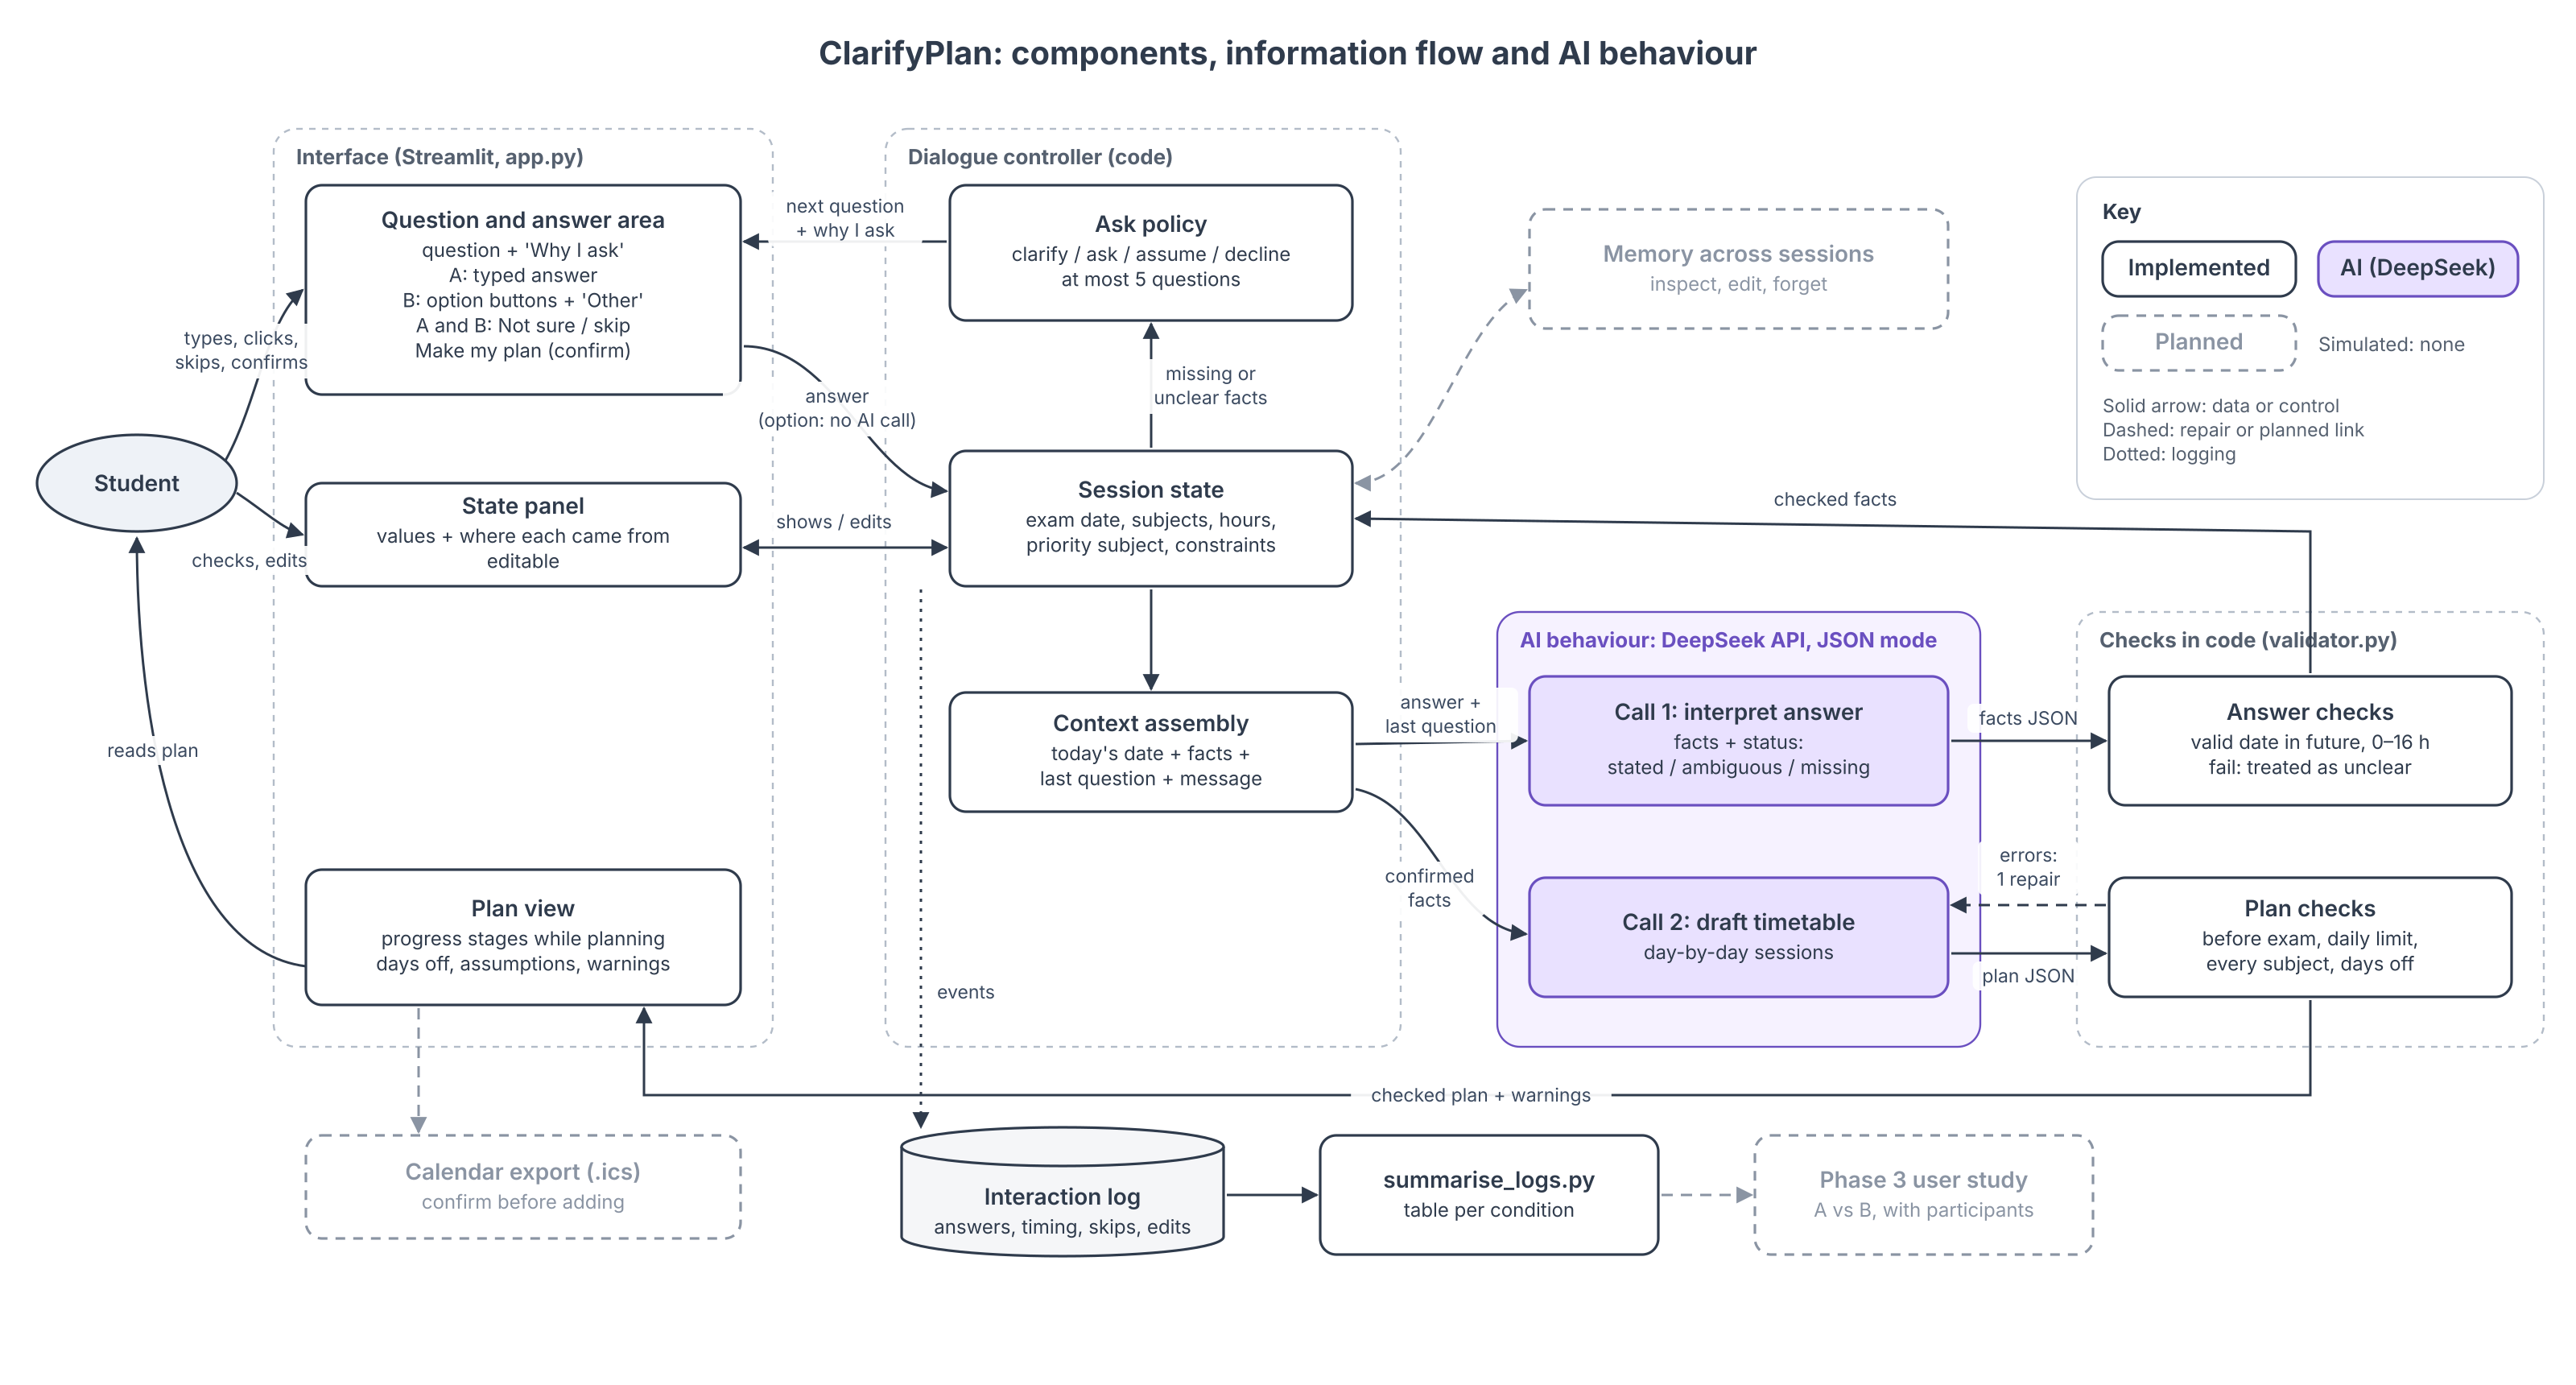 ClarifyPlan: components, information flow and AI behaviour
Interface (Streamlit, app.py)
Question and answer area
question + 'Why I ask'
A: typed answer
B: option buttons + 'Other'
A and B: Not sure / skip
Make my plan (confirm)
types, clicks,
skips, confirms
Student
State panel
values + where each came from
editable
checks, edits
reads plan
Plan view
progress stages while planning
days off, assumptions, warnings
Calendar export (.ics)
confirm before adding
next question
+ why I ask
answer
(option: no AI call)
shows / edits
Dialogue controller (code)
Ask policy
clarify / ask / assume / decline
at most 5 questions
missing or
unclear facts
Session state
exam date, subjects, hours,
priority subject, constraints
Context assembly
today's date + facts +
last question + message
events
Memory across sessions
inspect, edit, forget
Key
Implemented
AI (DeepSeek)
Planned
Simulated: none
Solid arrow: data or control
Dashed: repair or planned link
Dotted: logging
checked facts
answer +
last question
confirmed
facts
AI behaviour: DeepSeek API, JSON mode
Call 1: interpret answer
facts + status:
stated / ambiguous / missing
Call 2: draft timetable
day-by-day sessions
facts JSON
errors:
1 repair
plan JSON
Checks in code (validator.py)
Answer checks
valid date in future, 0–16 h
fail: treated as unclear
Plan checks
before exam, daily limit,
every subject, days off
checked plan + warnings
Interaction log
answers, timing, skips, edits
summarise_logs.py
table per condition
Phase 3 user study
A vs B, with participants